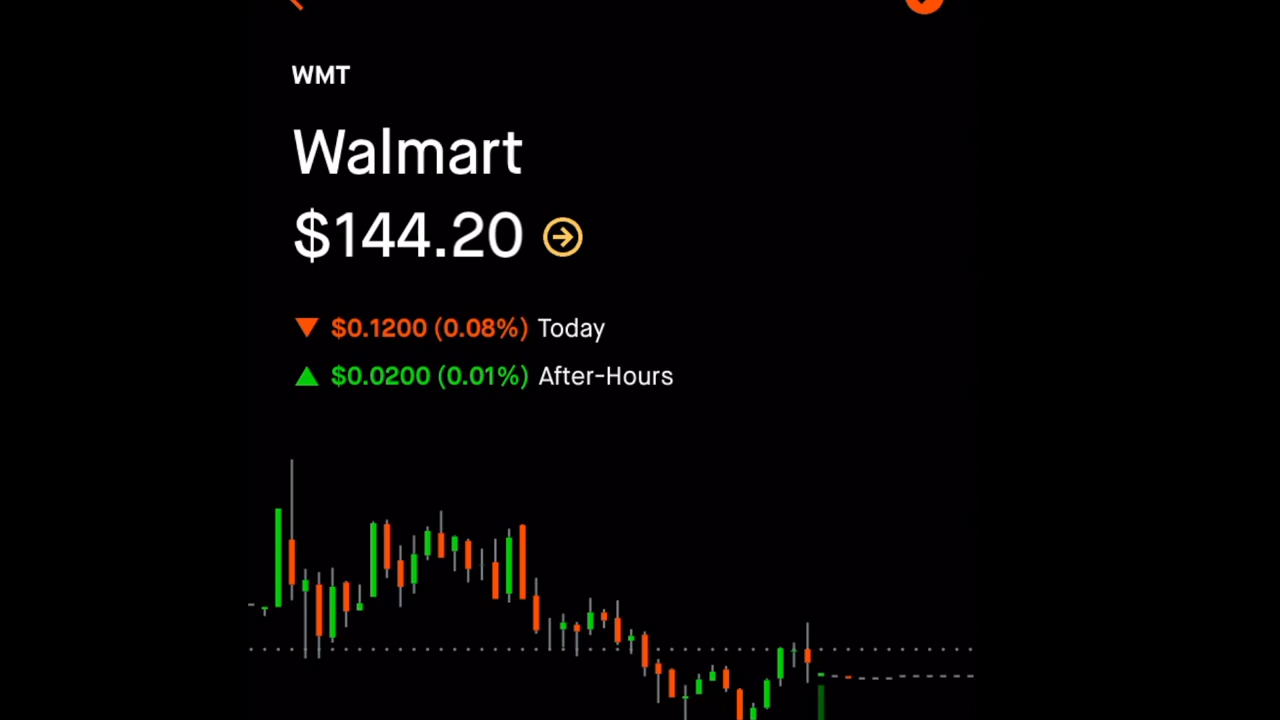 WMT
Walmart
$144.20
$0.1200 (0.08%) Today
$0.0200 (0.01%) After-Hours